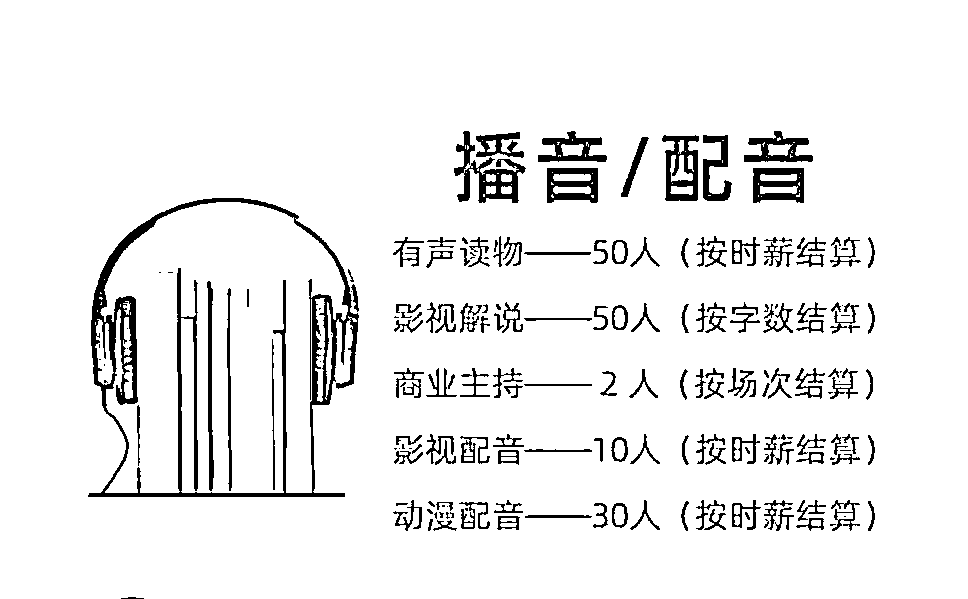 播音/配音
有声读物——50人（按时薪结算）
影视解说——50人（按字数结算）
商业主持—— 2 人（按场次结算）
影视配音——10人（按时薪结算）
动漫配音——30人（按时薪结算）